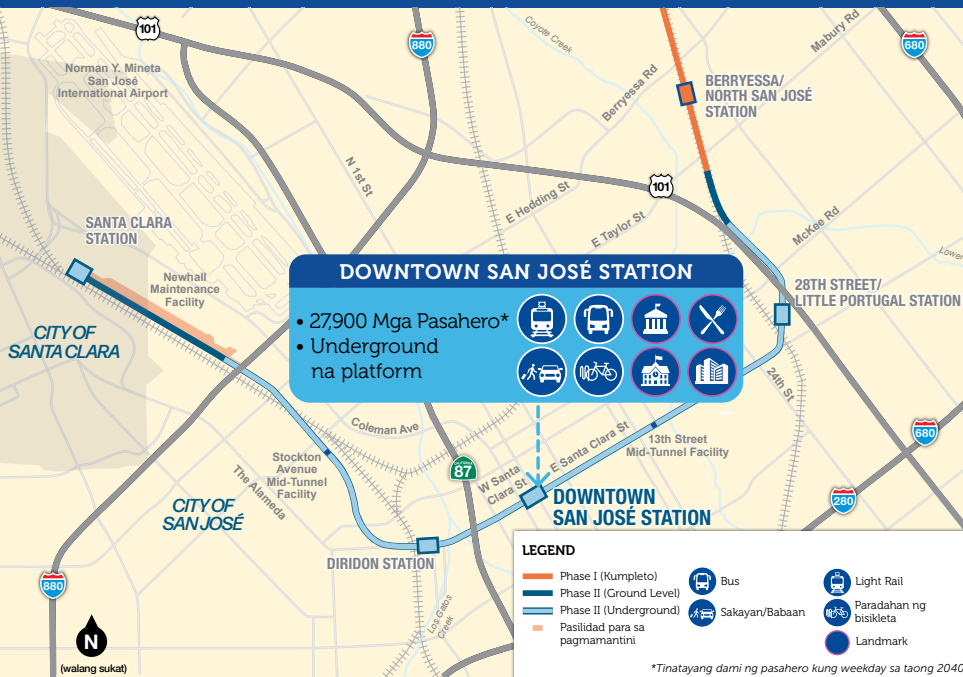 101
880
Coyote Creek
Mabury Rd
680
Norman Y. Mineta
San José
International Airport
Berryessa Rd
BERRYESSA/
NORTH SAN JOSÉ
STATION
N 1st St
101
E Hedding St
E Taylor St
McKee Rd
Lower
SANTA CLARA
STATION
Newhall
Maintenance
Facility
CITY OF
SANTA CLARA
DOWNTOWN SAN JOSÉ STATION
• 27,900 Mga Pasahero*
• Underground
na platform
28TH STREET/
LITTLE PORTUGAL STATION
24th St
Coleman Ave
680
13th Street
Mid-Tunnel Facility
E Santa Clara St
W Santa
Clara St
CALIFORNIA
87
Stockton
Avenue
Mid-Tunnel
Facility
The Alameda
280
CITY OF
SAN JOSÉ
DOWNTOWN
SAN JOSÉ STATION
DIRIDON STATION
880
Los Gatos
Creek
N
(walang sukat)
LEGEND
Phase I (Kumpleto)
Phase II (Ground Level)
Phase II (Underground)
Pasilidad para sa
pagmamantini
Bus
Sakayan/Babaan
Light Rail
Paradahan ng
bisikleta
Landmark
*Tinatayang dami ng pasahero kung weekday sa taong 2040